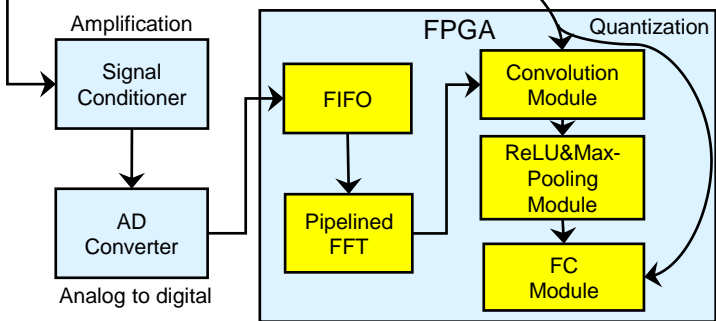 Amplification
Signal
Conditioner
AD
Converter
Analog to digital
FPGA
Quantization
FIFO
Pipelined
FFT
Convolution
Module
ReLU&Max-
Pooling
Module
FC
Module